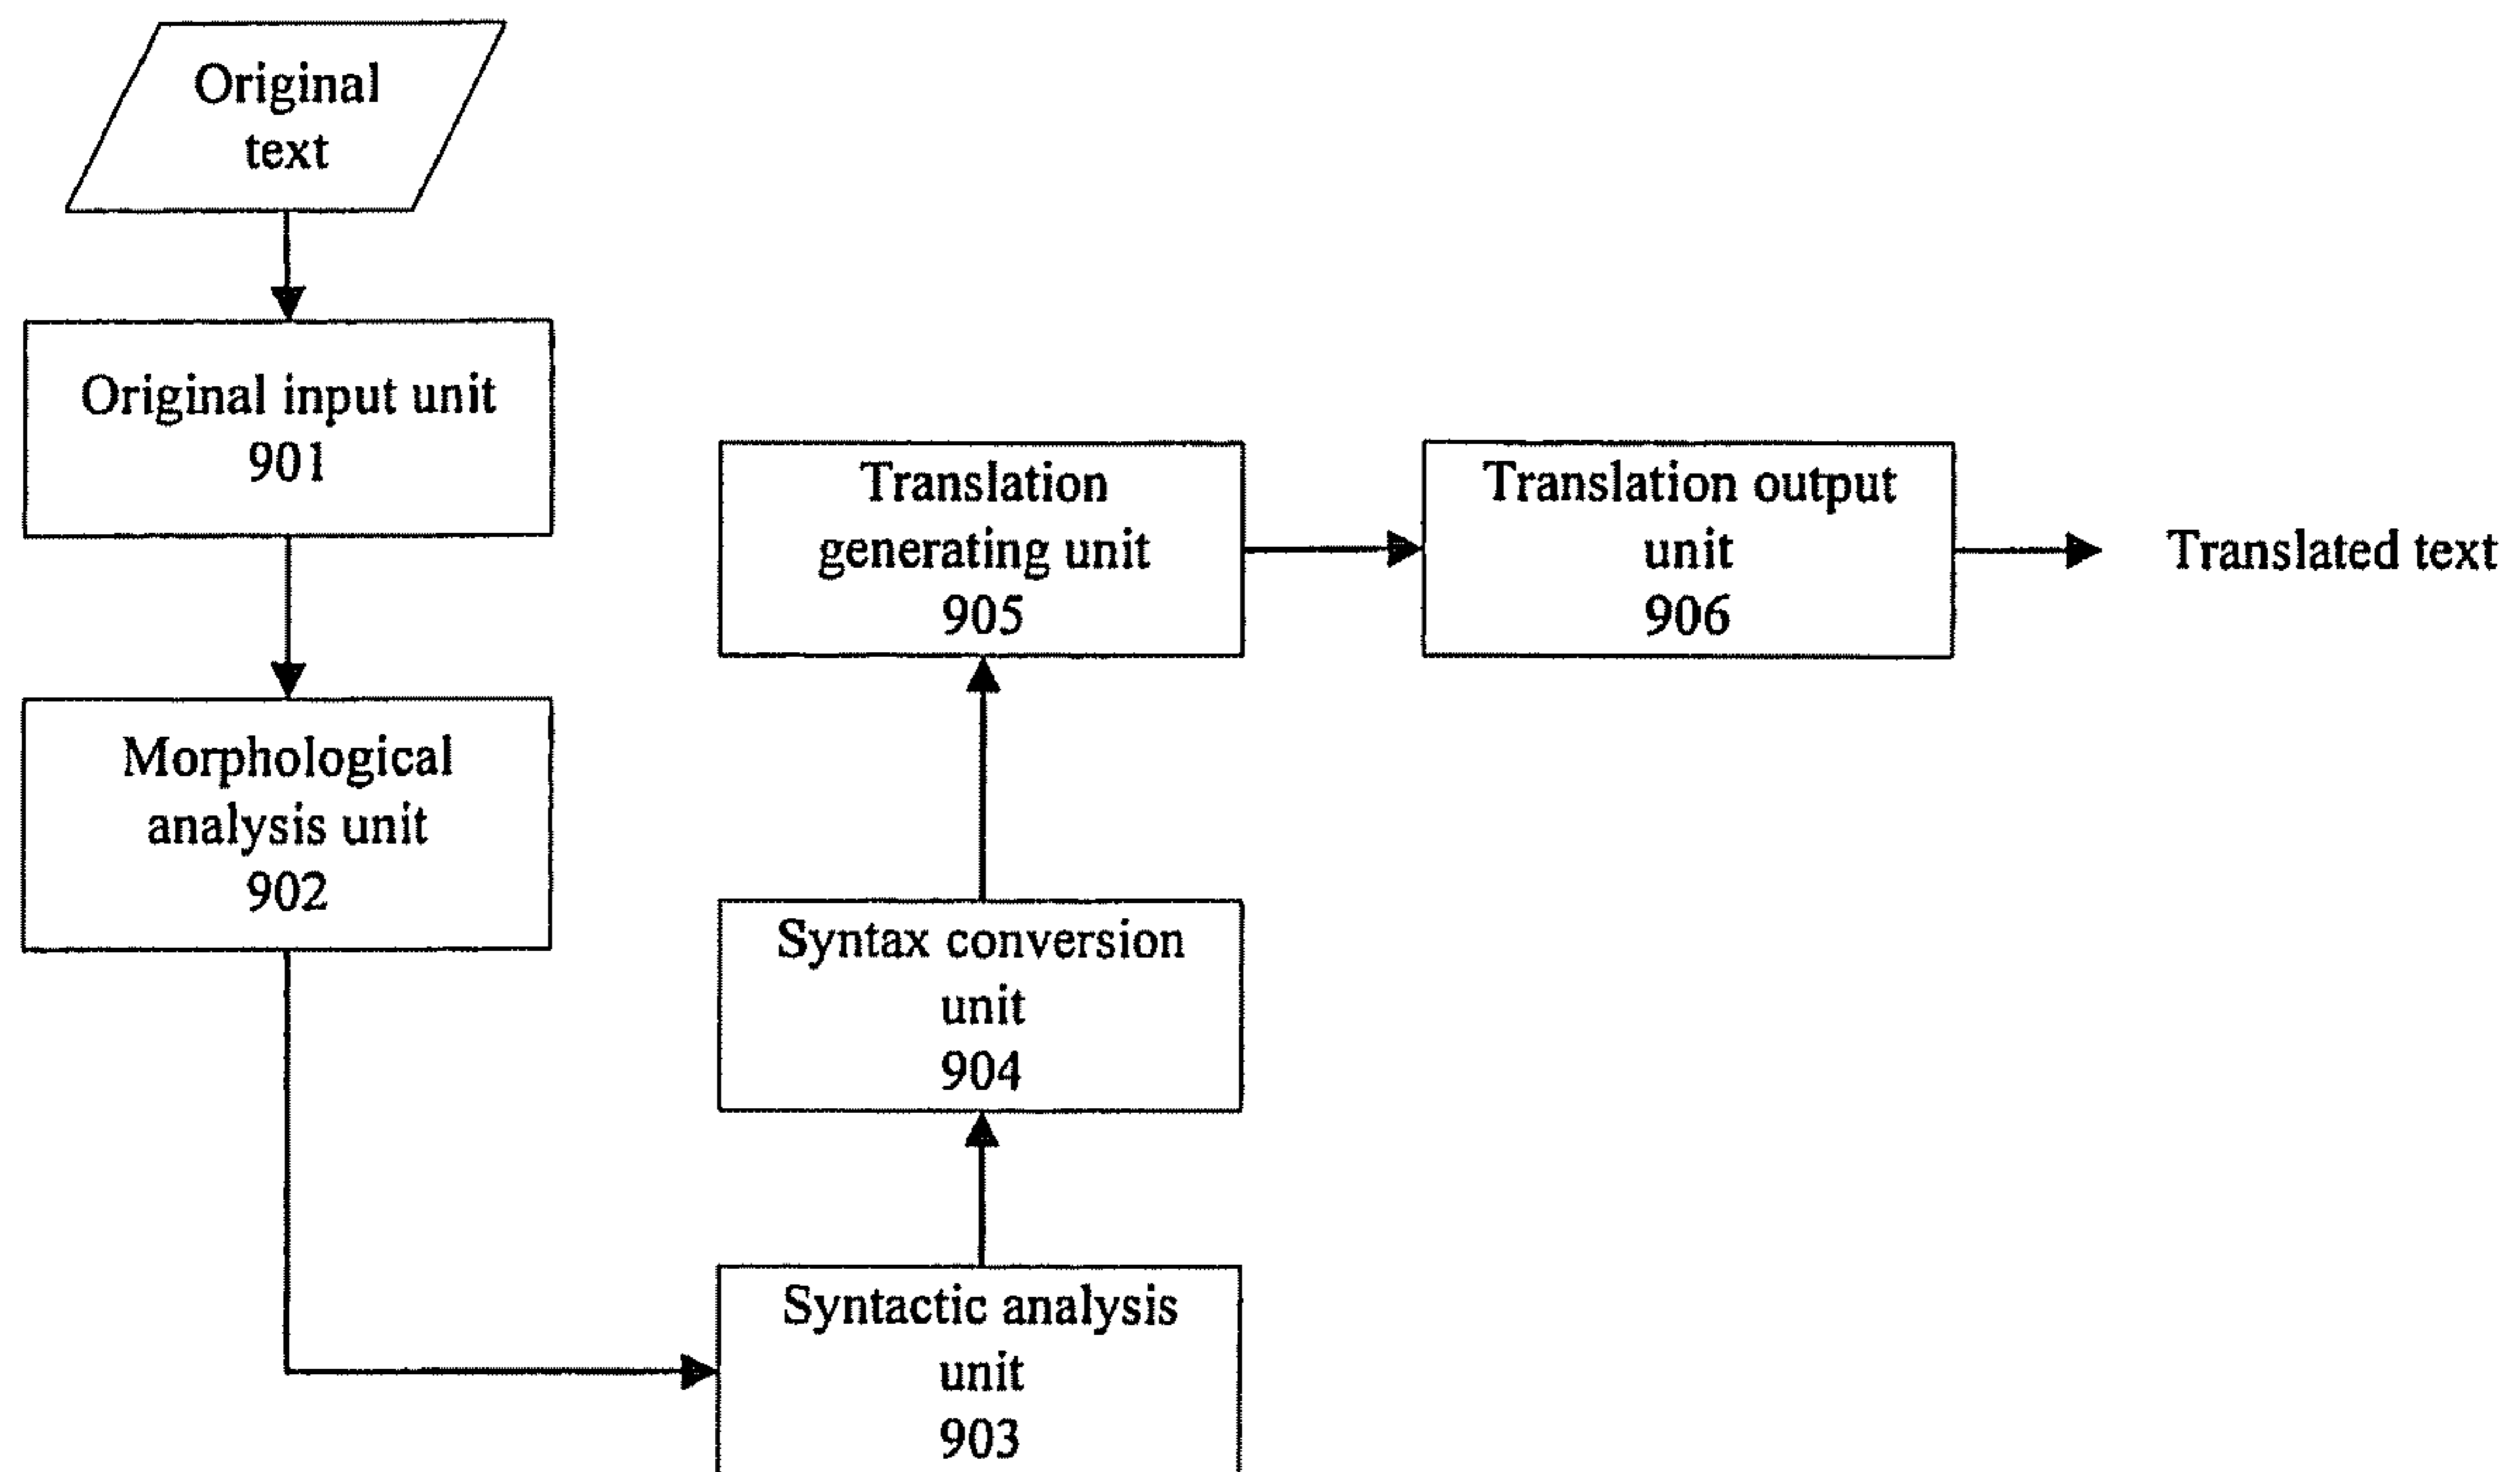 Original
text
Original input unit
901
Morphological
analysis unit
902
Syntactic analysis
unit
903
Syntax conversion
unit
904
Translation
generating unit
905
Translation output
unit
906
Translated text